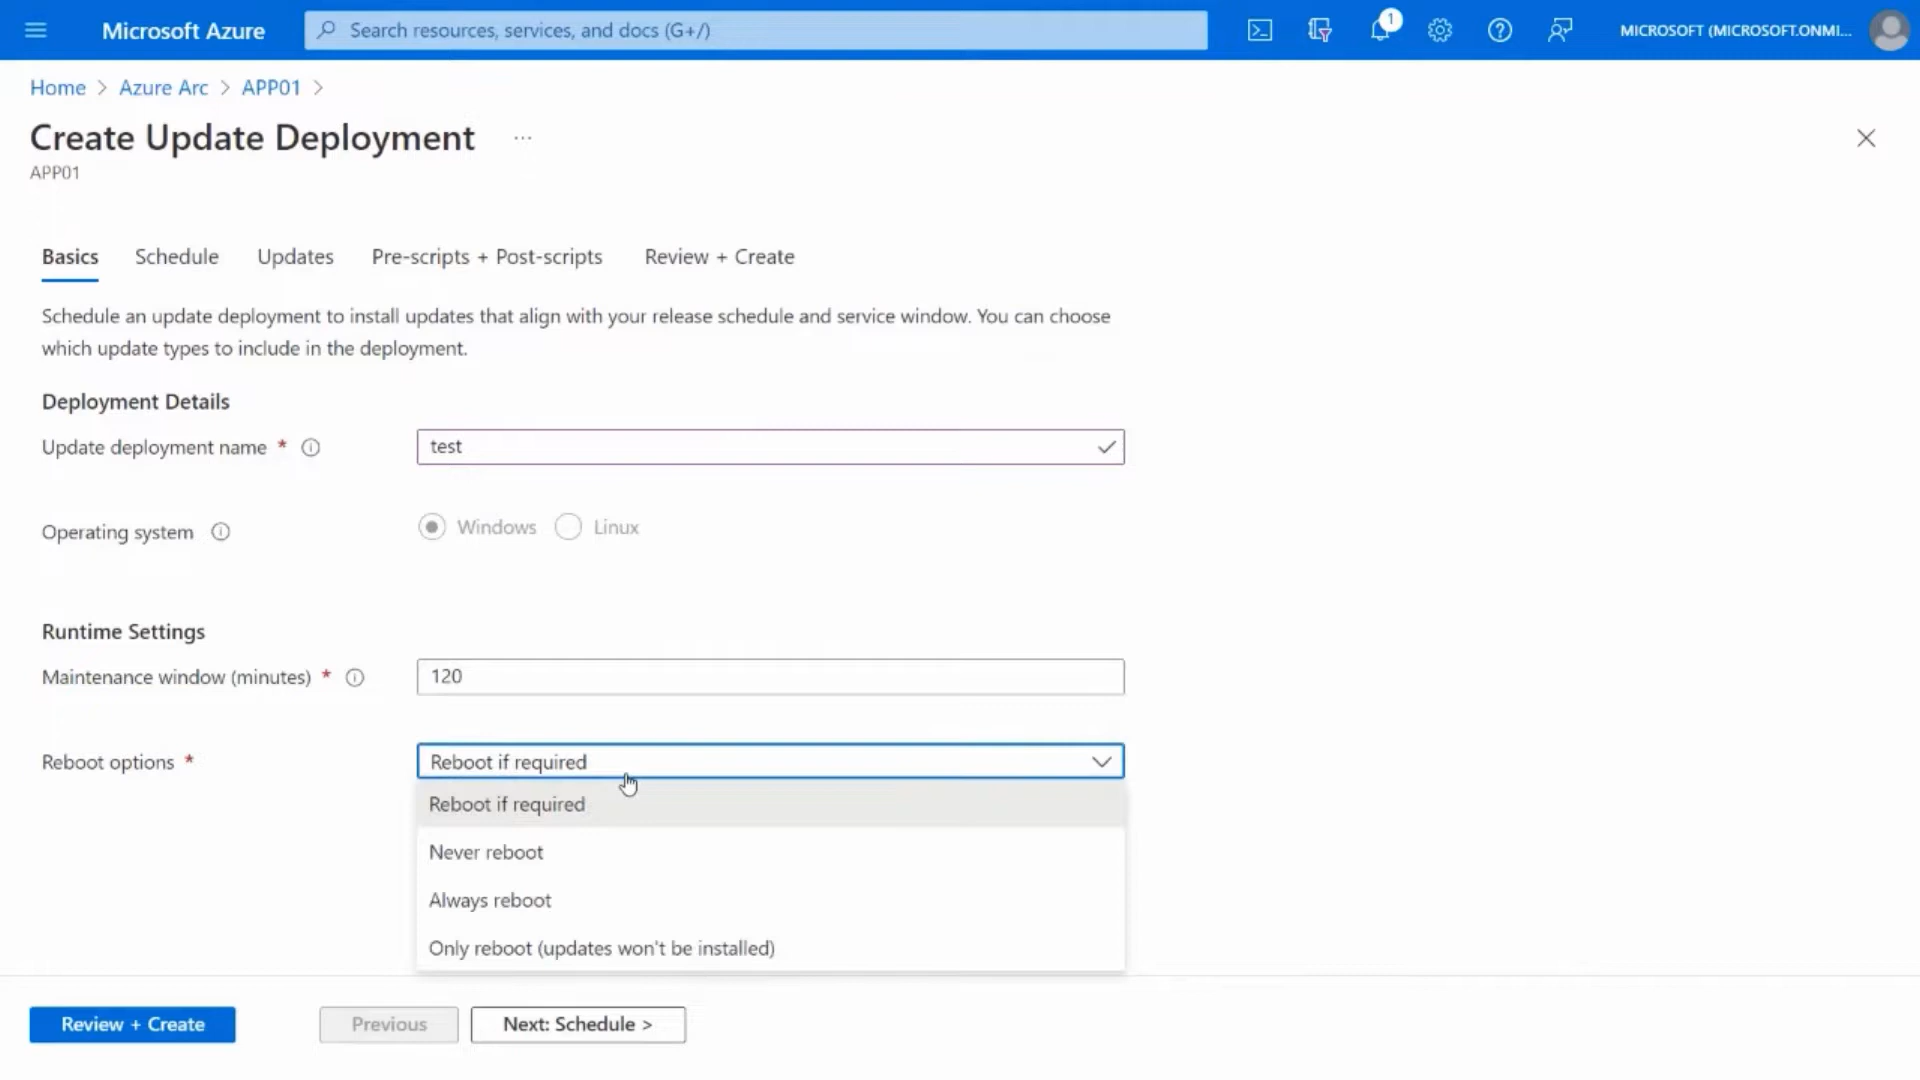 Microsoft Azure
Search resources, services, and docs (G+/)
1
MICROSOFT (MICROSOFT.ONMI...
Home > Azure Arc > APP01 >
Create Update Deployment ...
APP01
Basics Schedule Updates Pre-scripts + Post-scripts Review + Create
Schedule an update deployment to install updates that align with your release schedule and service window. You can choose
which update types to include in the deployment.
Deployment Details
Update deployment name * test
Operating system Windows Linux
Runtime Settings
Maintenance window (minutes) * 120
Reboot options * Reboot if required
Reboot if required
Never reboot
Always reboot
Only reboot (updates won't be installed)
Review + Create Previous Next: Schedule >